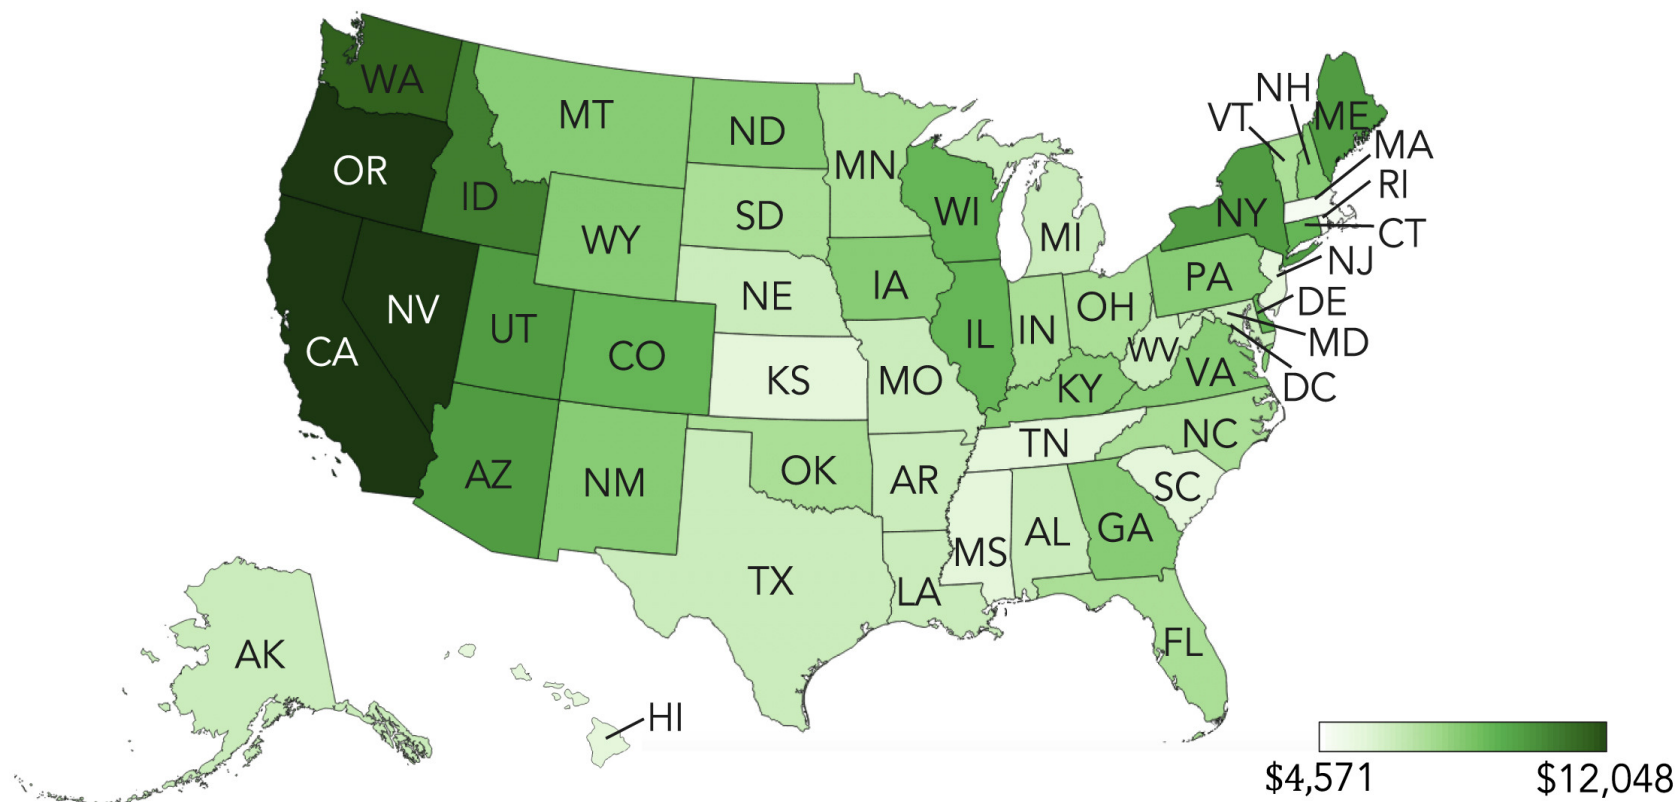 WA
OR
CA
NV
ID
MT
WY
UT
CO
AZ
NM
ND
SD
NE
KS
OK
TX
MN
IA
MO
AR
LA
WI
IL
MI
IN
OH
KY
TN
MS
AL
GA
FL
SC
NC
VA
WV
PA
NY
VT
NH
ME
MA
RI
CT
NJ
DE
MD
DC
AK
HI
$4,571
$12,048